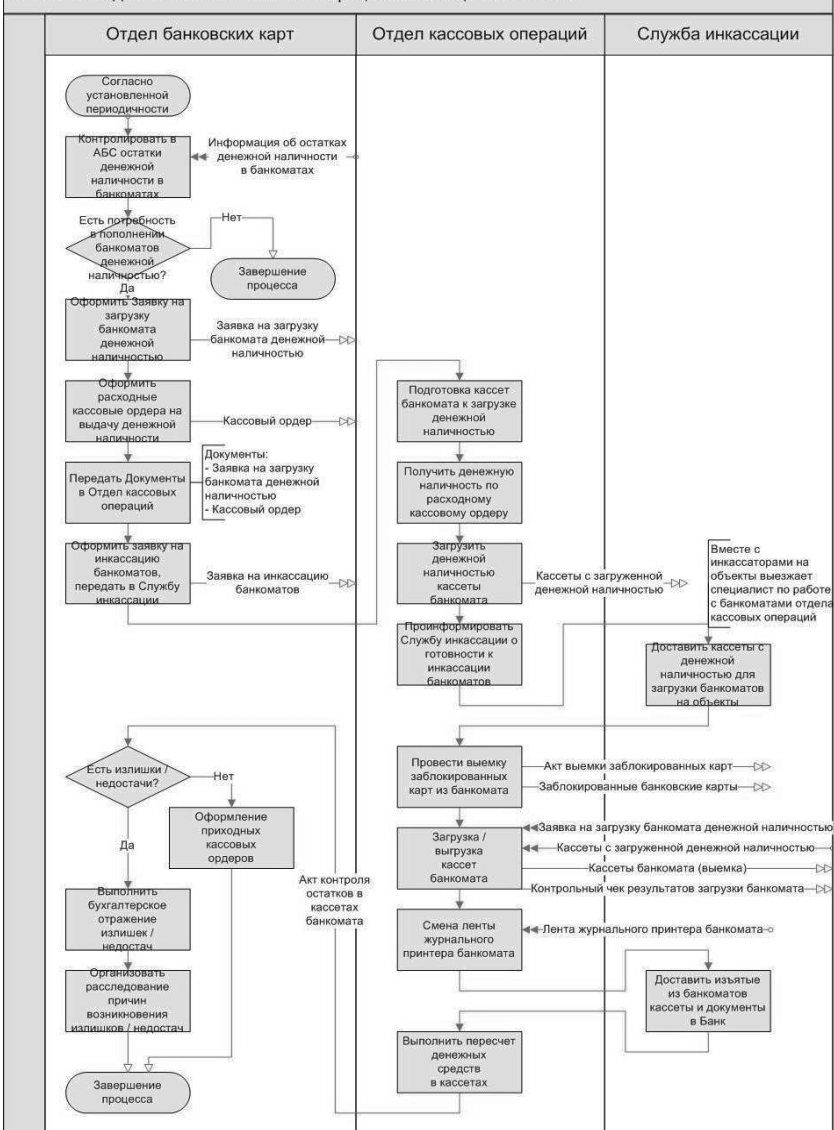 Отдел банковских карт
Отдел кассовых операций
Служба инкассации
Согласно
установленной
периодичности
Контролировать в
АБС остатки
денежной
наличности в
банкоматах
Информация об остатках
денежной наличности
в банкоматах
Есть потребность
в пополнении
банкоматов
денежной
наличностью?
Нет
Завершение
процесса
Да
Оформить Заявку на
загрузку
банкомата
денежной
наличностью
Заявка на загрузку
банкомата денежной
наличностью
Оформить
расходные
кассовые ордера на
выдачу денежной
наличности
Кассовый ордер
Передать Документы
в Отдел кассовых
операций
Документы:
- Заявка на загрузку
банкомата денежной
наличностью
- Кассовый ордер
Оформить заявку на
инкассацию
банкоматов,
передать в Службу
инкассации
Заявка на инкассацию
банкоматов
Подготовка кассет
банкомата к загрузке
денежной
наличностью
Получить денежную
наличность по
расходному
кассовому ордеру
Загрузить
денежной
наличностью
кассеты
банкомата
Кассеты с загруженной
денежной наличностью
Проинформировать
Службу инкассации о
готовности к
инкассации
банкоматов
Вместе с
инкассаторами на
объекты выезжает
специалист по работе
с банкоматами отдела
кассовых операций
Доставить кассеты с
денежной
наличностью для
загрузки банкоматов
на объекты
Провести выемку
заблокированных
карт из банкомата
Акт выемки заблокированных карт
Заблокированные банковские карты
Загрузка /
выгрузка
кассет
банкомата
Заявка на загрузку банкомата денежной наличностью
Кассеты с загруженной денежной наличностью
Кассеты банкомата (выемка)
Контрольный чек результатов загрузки банкомата
Смена ленты
журнального
принтера банкомата
Лента журнального принтера банкомата
Доставить изъятые
из банкоматов
кассеты и документы
в Банк
Выполнить пересчет
денежных
средств
в кассетах
Акт контроля
остатков в
кассетах
банкомата
Есть излишки /
недостачи?
Нет
Оформление
приходных
кассовых
ордеров
Да
Выполнить
бухгалтерское
отражение
излишек /
недостач
Организовать
расследование
причин
возникновения
излишков / недостач
Завершение
процесса